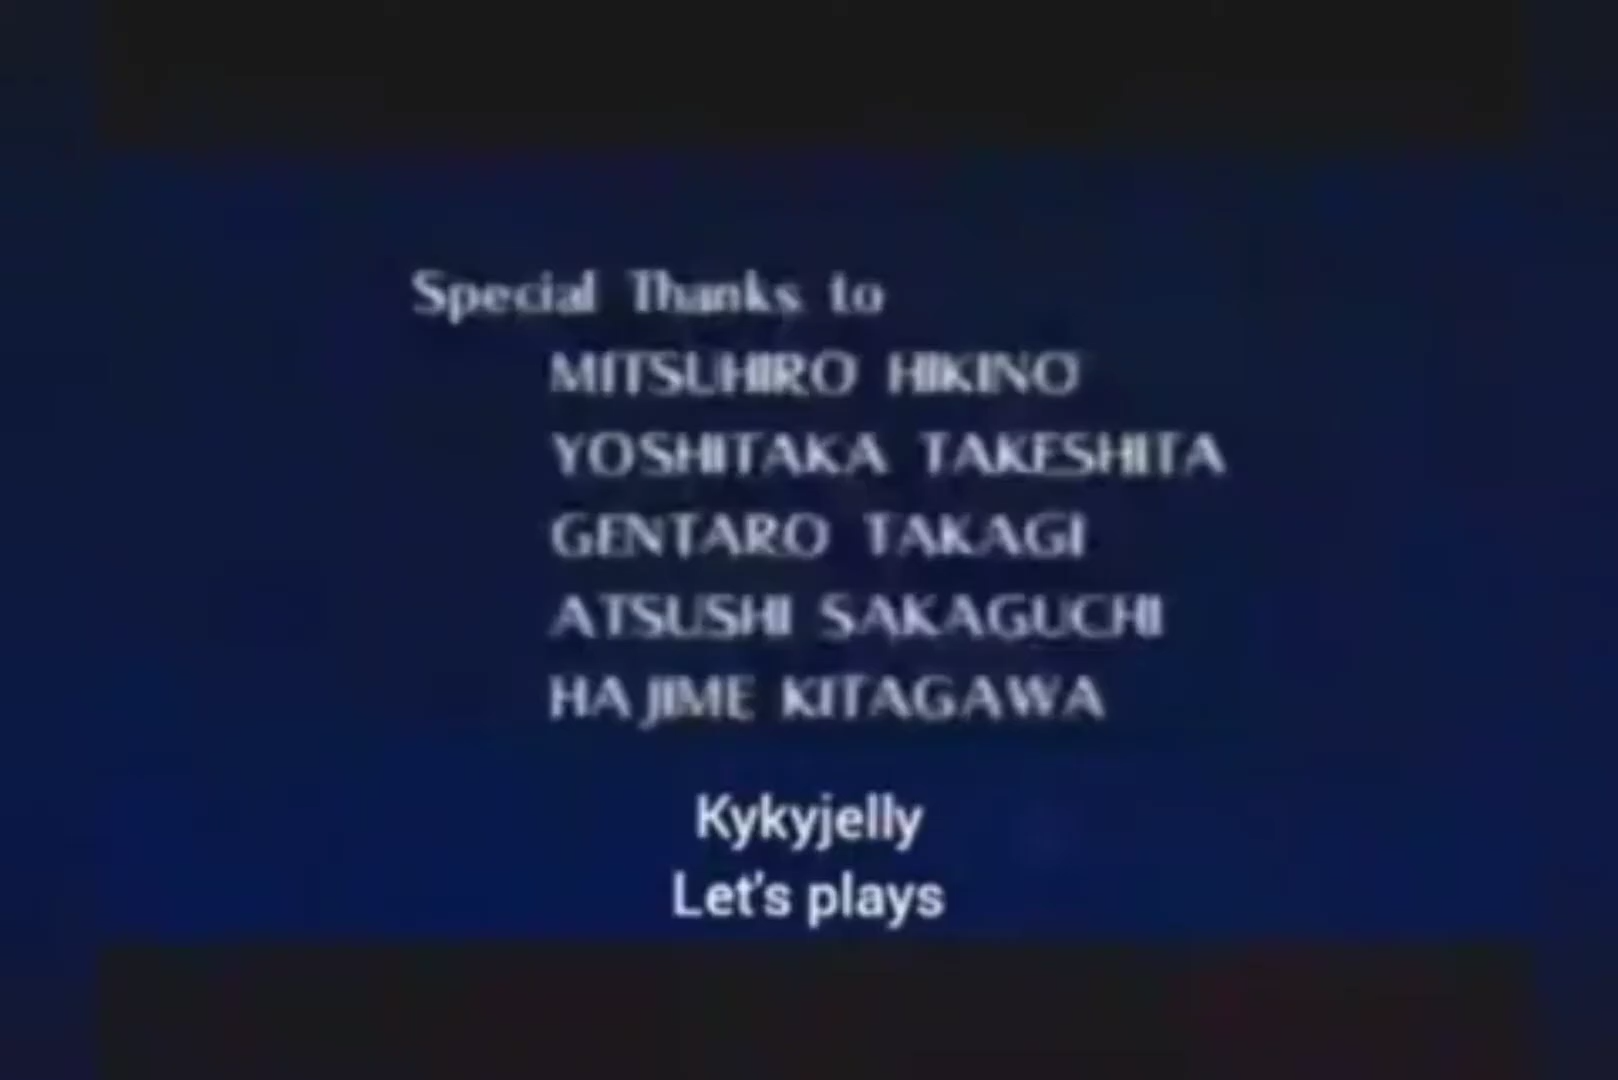 Special Thanks to
MITSUHIRO HIKINO
YOSHITAKA TAKESHITA
GENTARO TAKAGI
ATSUSHI SAKAGUCHI
HAJIME KITAGAWA
Kykyjelly
Let's plays